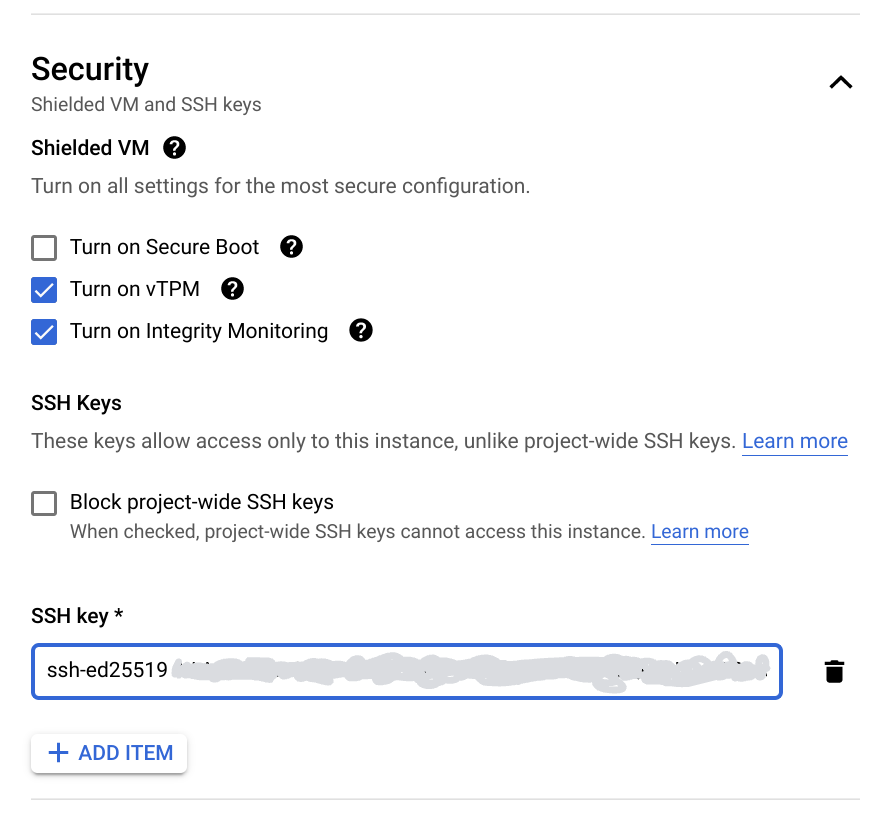 Security
Shielded VM and SSH keys
Shielded VM
Turn on all settings for the most secure configuration.
Turn on Secure Boot
Turn on vTPM
Turn on Integrity Monitoring
SSH Keys
These keys allow access only to this instance, unlike project-wide SSH keys. Learn more
Block project-wide SSH keys
When checked, project-wide SSH keys cannot access this instance. Learn more
SSH key *
ssh-ed25519
ADD ITEM